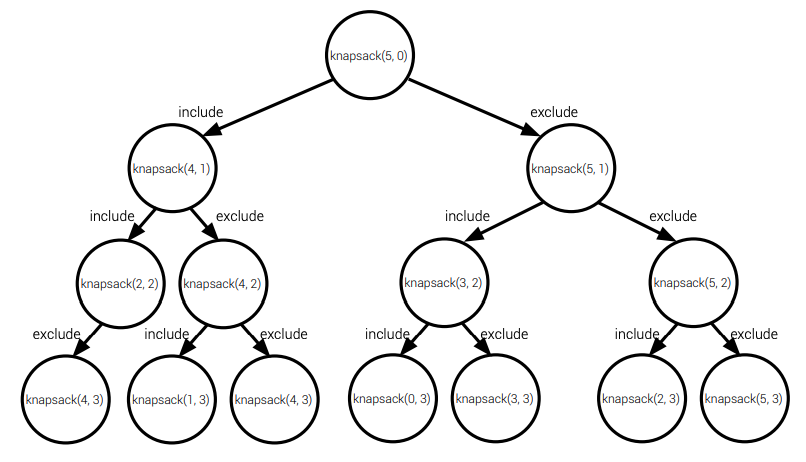 knapsack(5, 0)
include
exclude
knapsack(4, 1)
knapsack(5, 1)
include
exclude
include
exclude
knapsack(2, 2)
knapsack(4, 2)
knapsack(3, 2)
knapsack(5, 2)
exclude
include
exclude
include
exclude
include
exclude
knapsack(4, 3)
knapsack(1, 3)
knapsack(4, 3)
knapsack(0, 3)
knapsack(3, 3)
knapsack(2, 3)
knapsack(5, 3)